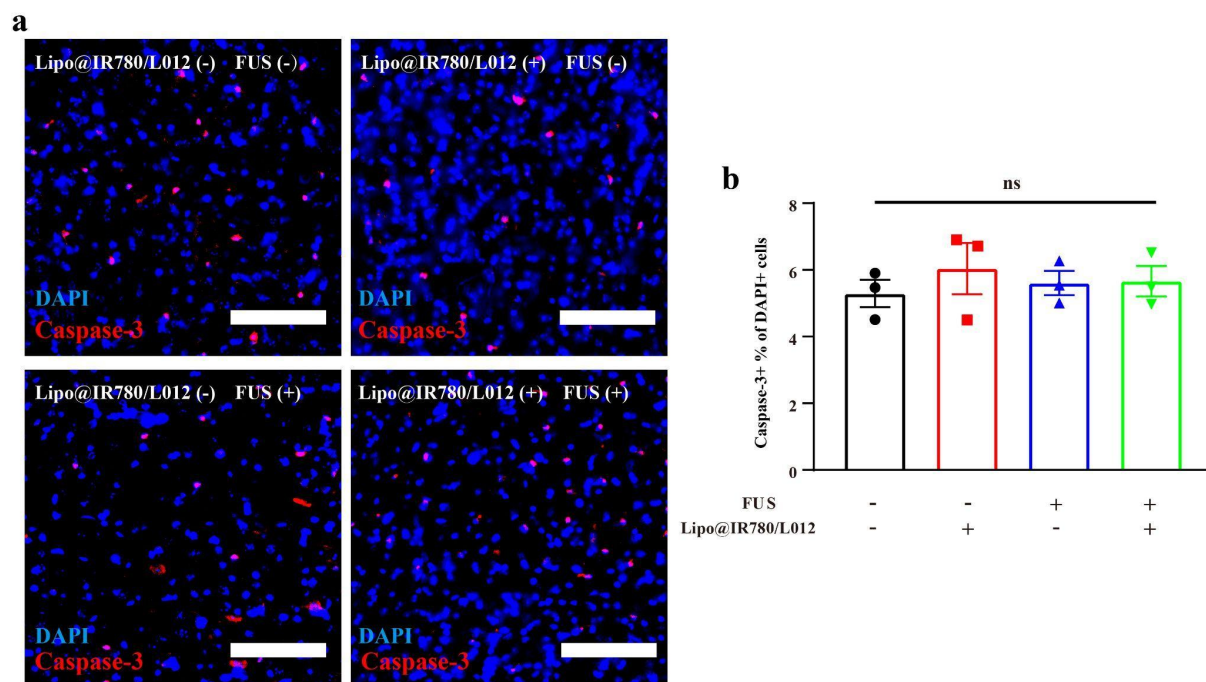 a
Lipo@IR780/L012 (-) FUS (-)
DAPI
Caspase-3
Lipo@IR780/L012 (+) FUS (-)
DAPI
Caspase-3
Lipo@IR780/L012 (-) FUS (+)
DAPI
Caspase-3
Lipo@IR780/L012 (+) FUS (+)
DAPI
Caspase-3
b
ns
Caspase-3+ % of DAPI+ cells
8
6
4
2
0
FUS - - + +
Lipo@IR780/L012 - + - +